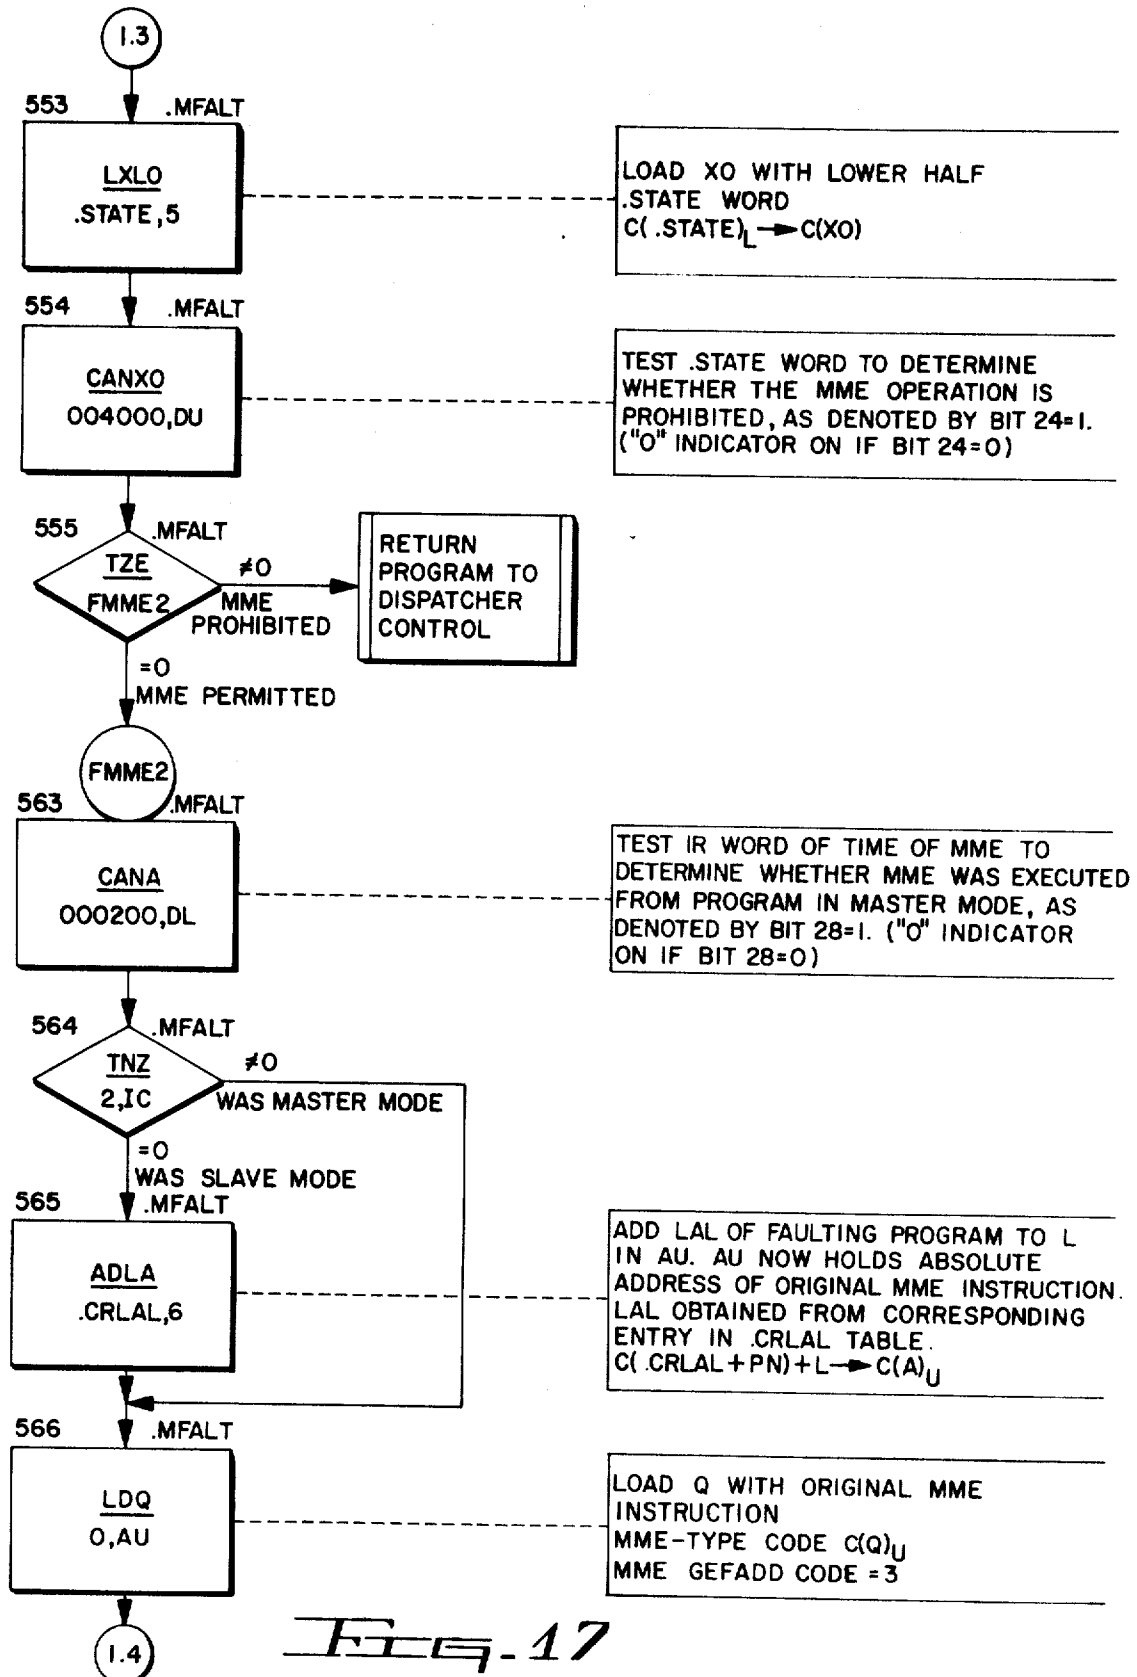 1.3
553 .MFALT
LXLO
.STATE,5
LOAD XO WITH LOWER HALF
.STATE WORD
C(.STATE)L→C(XO)
554 .MFALT
CANXO
004000,DU
TEST .STATE WORD TO DETERMINE
WHETHER THE MME OPERATION IS
PROHIBITED, AS DENOTED BY BIT 24=1.
("0" INDICATOR ON IF BIT 24=0)
555 .MFALT
TZE
FMME2
≠0
MME
PROHIBITED
RETURN
PROGRAM TO
DISPATCHER
CONTROL
=0
MME PERMITTED
FMME2
563 .MFALT
CANA
000200,DL
TEST IR WORD OF TIME OF MME TO
DETERMINE WHETHER MME WAS EXECUTED
FROM PROGRAM IN MASTER MODE, AS
DENOTED BY BIT 28=1. ("0" INDICATOR
ON IF BIT 28=0)
564 .MFALT
TNZ
2,IC
≠0
WAS MASTER MODE
=0
WAS SLAVE MODE
565 .MFALT
ADLA
.CRLAL,6
ADD LAL OF FAULTING PROGRAM TO L
IN AU. AU NOW HOLDS ABSOLUTE
ADDRESS OF ORIGINAL MME INSTRUCTION.
LAL OBTAINED FROM CORRESPONDING
ENTRY IN .CRLAL TABLE.
C(.CRLAL+PN)+L→C(A)U
566 .MFALT
LDQ
0,AU
LOAD Q WITH ORIGINAL MME
INSTRUCTION
MME-TYPE CODE C(Q)U
MME GEFADD CODE =3
1.4
FIG-17